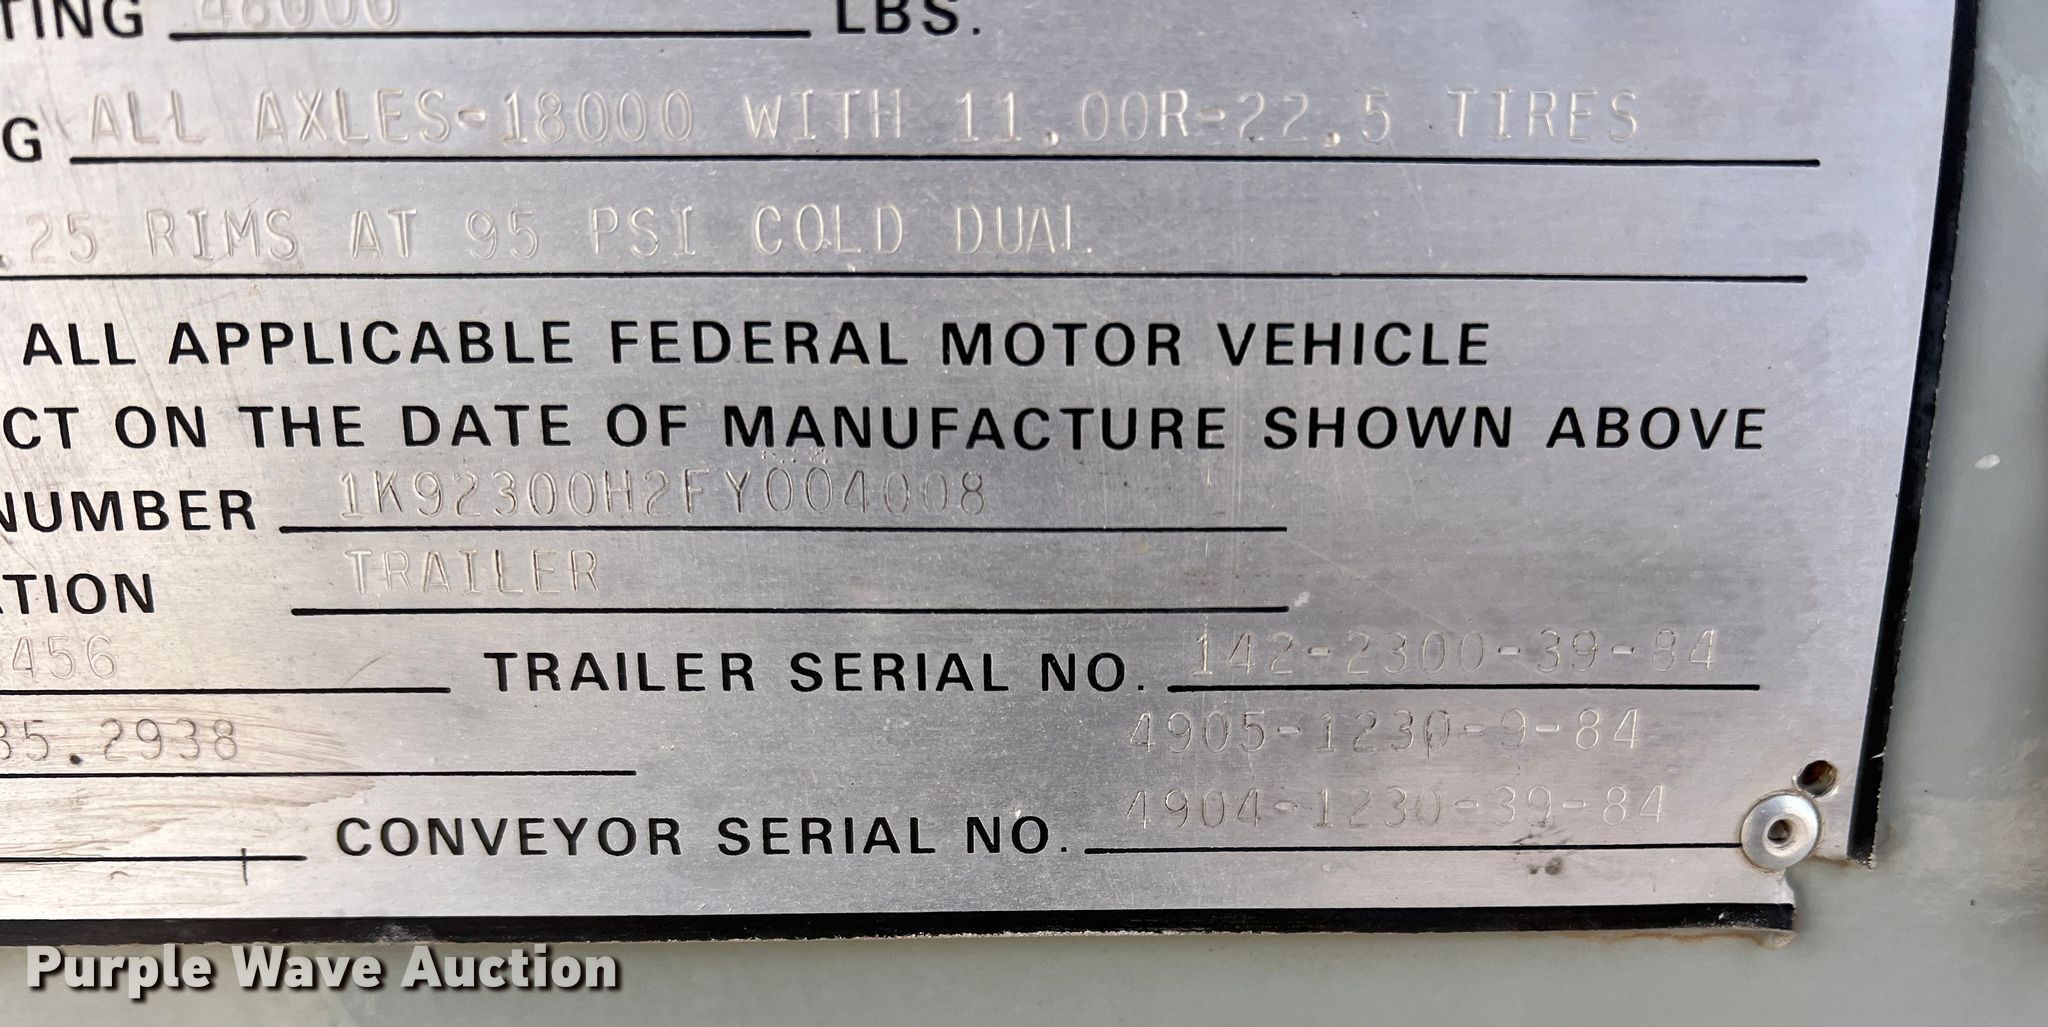 TING 48000 LBS.
G ALL AXLES-18000 WITH 11.00R-22.5 TIRES
.25 RIMS AT 95 PSI COLD DUAL
ALL APPLICABLE FEDERAL MOTOR VEHICLE
CT ON THE DATE OF MANUFACTURE SHOWN ABOVE
NUMBER 1K92300H2FY004008
ATION TRAILER
456 TRAILER SERIAL NO. 142-2300-39-84
35.2938 4905-1230-9-84
4904-1230-39-84
CONVEYOR SERIAL NO.
Purple Wave Auction